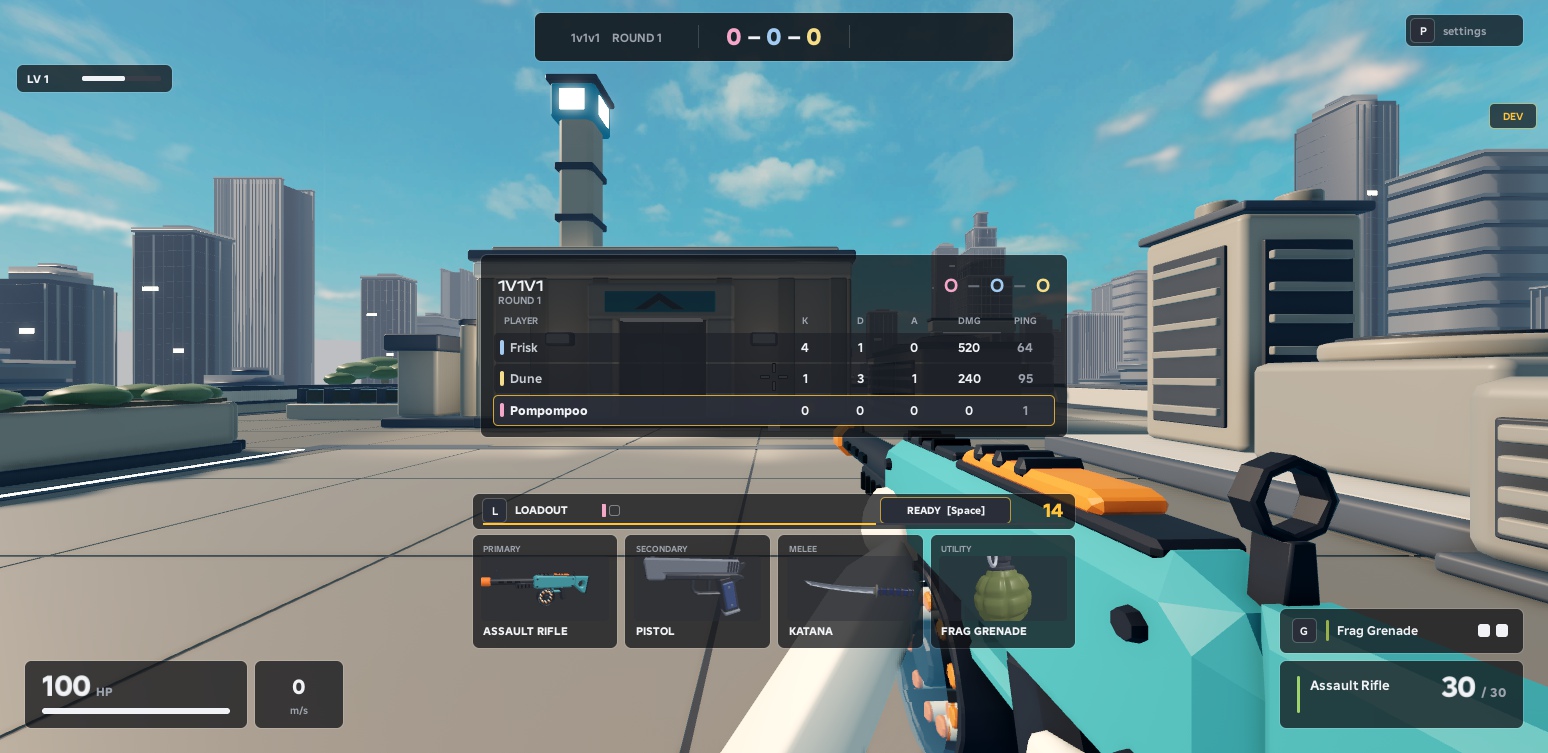 1v1v1 ROUND 1 0 – 0 – 0
P settings
LV 1
DEV
1V1V1 0 – 0 – 0
ROUND 1
PLAYER K D A DMG PING
Frisk 4 1 0 520 64
Dune 1 3 1 240 95
Pompompoo 0 0 0 0 1
L LOADOUT READY [Space] 14
PRIMARY SECONDARY MELEE UTILITY
ASSAULT RIFLE PISTOL KATANA FRAG GRENADE
G Frag Grenade
100 HP
0
m/s
Assault Rifle 30 / 30